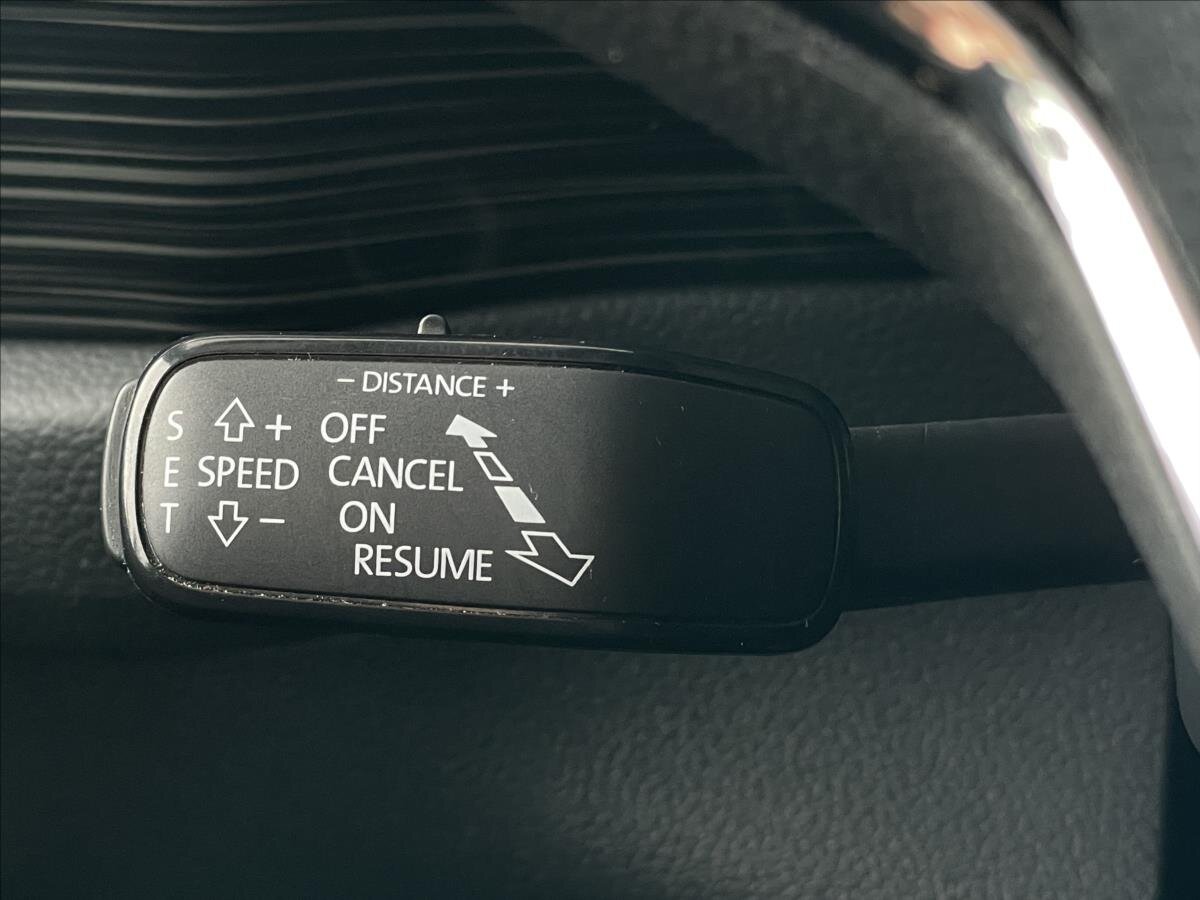 − DISTANCE +
S + OFF
E SPEED CANCEL
T − ON
RESUME